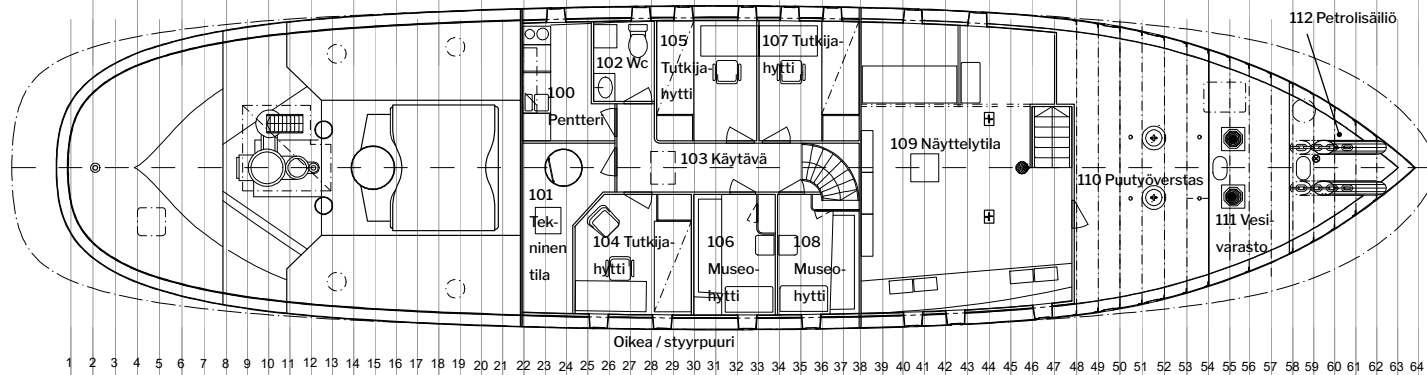 112 Petrolisäiliö
105
Tutkija-
hytti
107 Tutkija-
hytti
102 Wc
100
Pentteri
109 Näyttelytila
103 Käytävä
110 Puutyöverstas
101
Tek-
ninen
tila
104 Tutkija-
hytti
106
Museo-
hytti
108
Museo-
hytti
111 Vesi-
varasto
Oikea / styyrpuuri
1 2 3 4 5 6 7 8 9 10 11 12 13 14 15 16 17 18 19 20 21 22 23 24 25 26 27 28 29 30 31 32 33 34 35 36 37 38 39 40 41 42 43 44 45 46 47 48 49 50 51 52 53 54 55 56 57 58 59 60 61 62 63 64